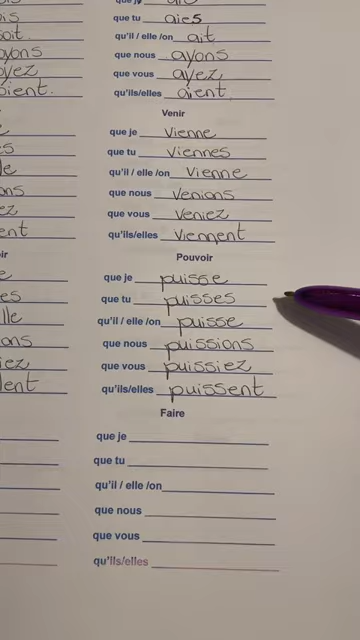 que tu aies
qu'il / elle /on ait
que nous ayons
que vous ayez
qu'ils/elles aient
Venir
que je Vienne
que tu Viennes
qu'il / elle /on Vienne
que nous Venions
que vous Veniez
qu'ils/elles Viennent
Pouvoir
que je puisse
que tu puisses
qu'il / elle /on puisse
que nous puissions
que vous puissiez
qu'ils/elles puissent
Faire
que je
que tu
qu'il / elle /on
que nous
que vous
qu'ils/elles